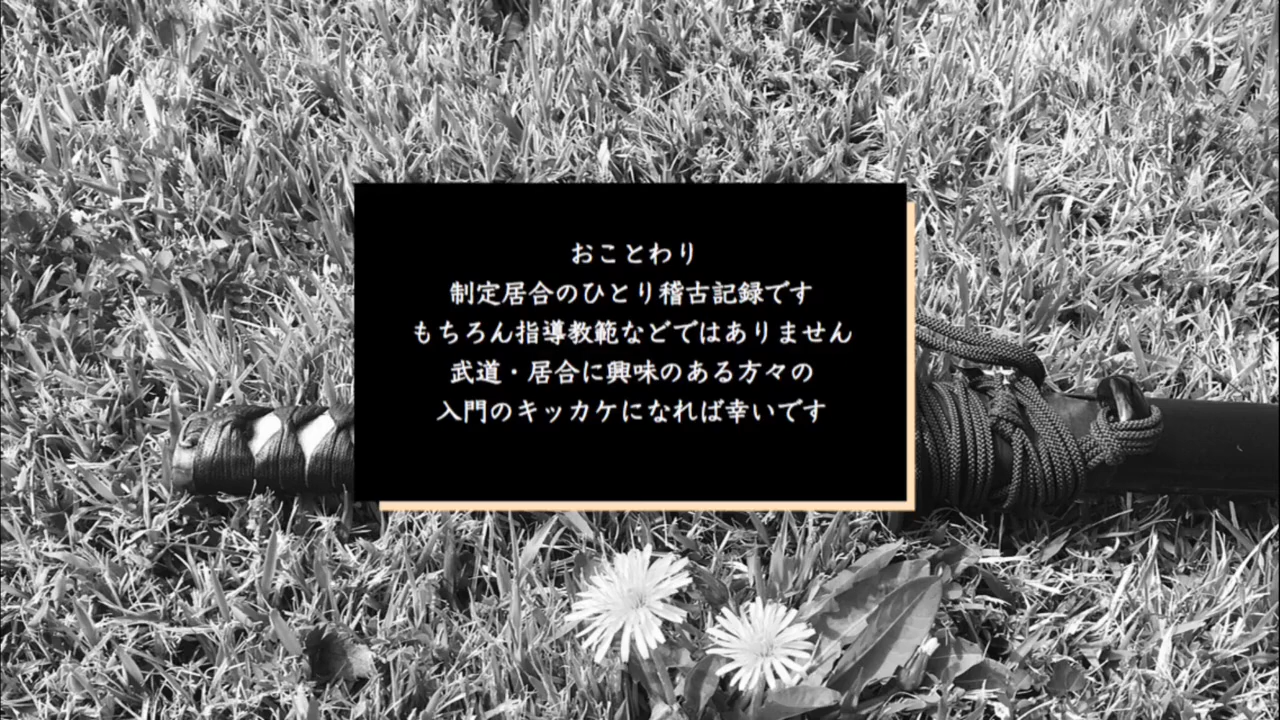 おことわり
制定居合のひとり稽古記録です
もちろん指導教範などではありません
武道・居合に興味のある方々の
入門のキッカケになれば幸いです